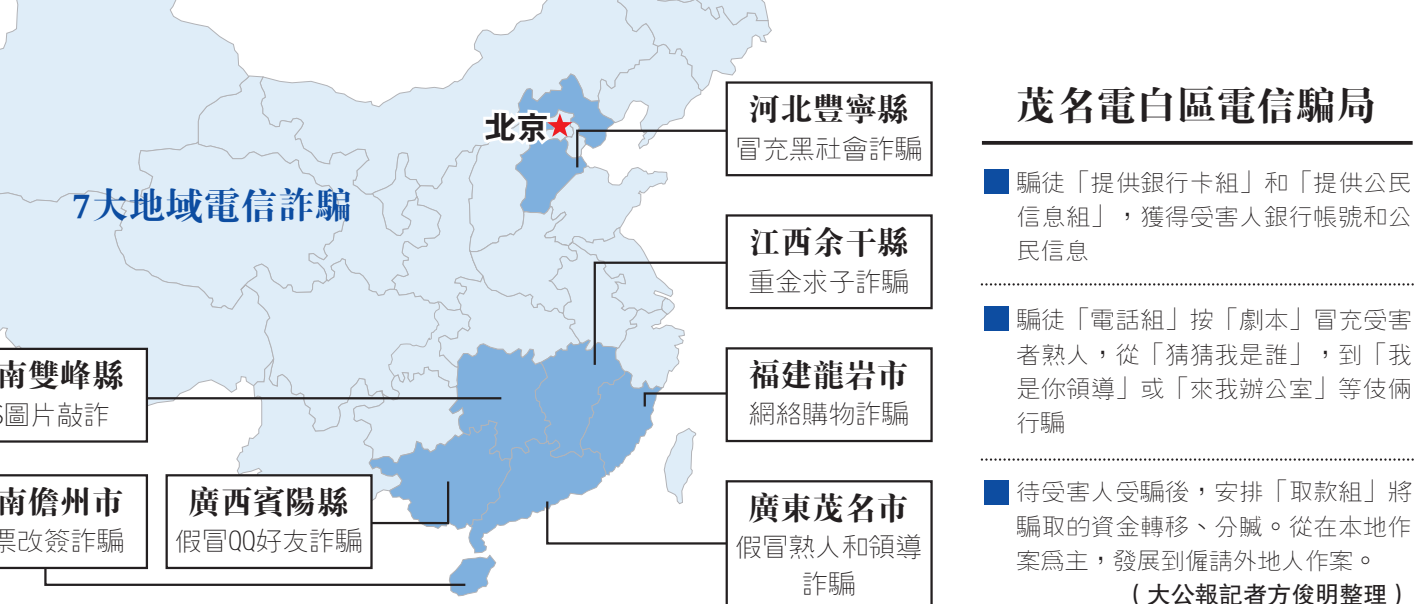 北京
7大地域電信詐騙
河北豐寧縣
冒充黑社會詐騙
江西余干縣
重金求子詐騙
福建龍岩市
網絡購物詐騙
廣東茂名市
假冒熟人和領導
詐騙
南雙峰縣
圖片敲詐
南儋州市
票改簽詐騙
廣西賓陽縣
假冒QQ好友詐騙
茂名電白區電信騙局
騙徒「提供銀行卡組」和「提供公民
信息組」，獲得受害人銀行帳號和公
民信息
騙徒「電話組」按「劇本」冒充受害
者熟人，從「猜猜我是誰」，到「我
是你領導」或「來我辦公室」等伎倆
行騙
待受害人受騙後，安排「取款組」將
騙取的資金轉移、分贓。從在本地作
案爲主，發展到僱請外地人作案。
（大公報記者方俊明整理）